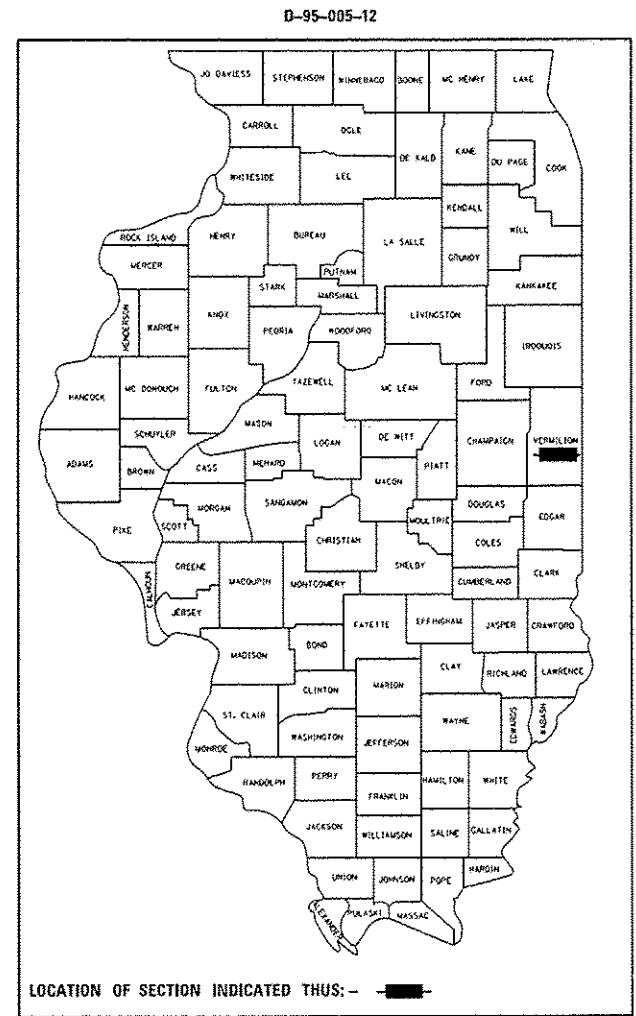 D-95-005-12
JO DAVIESS STEPHENSON WINNEBAGO BOONE MC HENRY LAKE
CARROLL OGLE DE KALB KANE DU PAGE COOK
WHITESIDE LEE KENDALL WILL
ROCK ISLAND HENRY BUREAU LA SALLE GRUNDY
MERCER PUTNAM KANKAKEE
STARK MARSHALL
HENDERSON WARREN KNOX PEORIA WOODFORD LIVINGSTON IROQUOIS
HANCOCK MC DONOUGH FULTON TAZEWELL MC LEAN FORD
MASON
SCHUYLER LOGAN DE WITT CHAMPAIGN VERMILION
ADAMS BROWN CASS MENARD MACON PIATT
MORGAN SANGAMON DOUGLAS EDGAR
PIKE SCOTT CHRISTIAN MOULTRIE COLES
GREENE SHELBY
CALHOUN MACOUPIN MONTGOMERY CUMBERLAND CLARK
JERSEY
FAYETTE EFFINGHAM JASPER CRAWFORD
MADISON BOND
CLAY RICHLAND LAWRENCE
CLINTON MARION
ST. CLAIR WAYNE EDWARDS WABASH
WASHINGTON JEFFERSON
MONROE
RANDOLPH PERRY HAMILTON WHITE
FRANKLIN
JACKSON WILLIAMSON SALINE GALLATIN
UNION JOHNSON POPE HARDIN
ALEXANDER PULASKI MASSAC
LOCATION OF SECTION INDICATED THUS: -